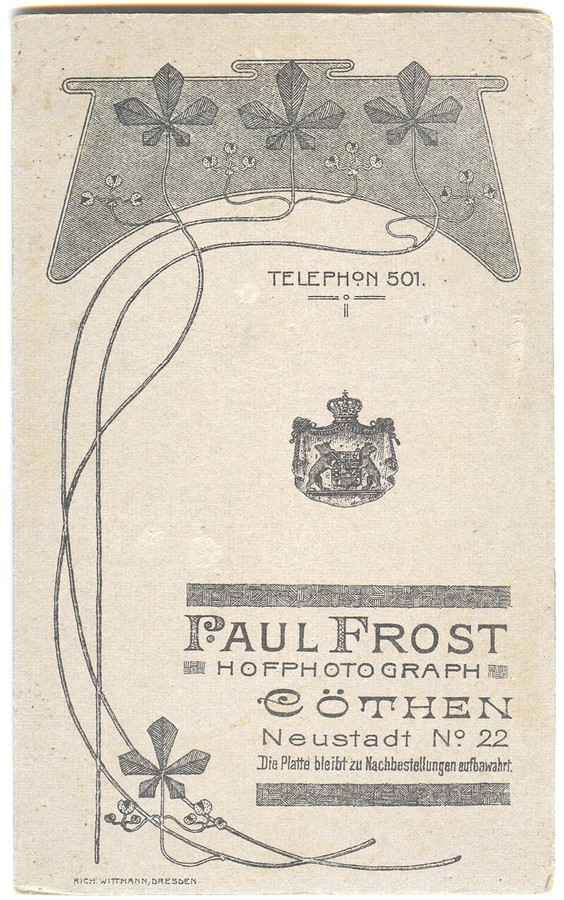 TELEPHON 501.
PAUL FROST
HOFPHOTOGRAPH
CÖTHEN
Neustadt No. 22
Die Platte bleibt zu Nachbestellungen aufbewahrt.
RICH. WITTMANN, DRESDEN